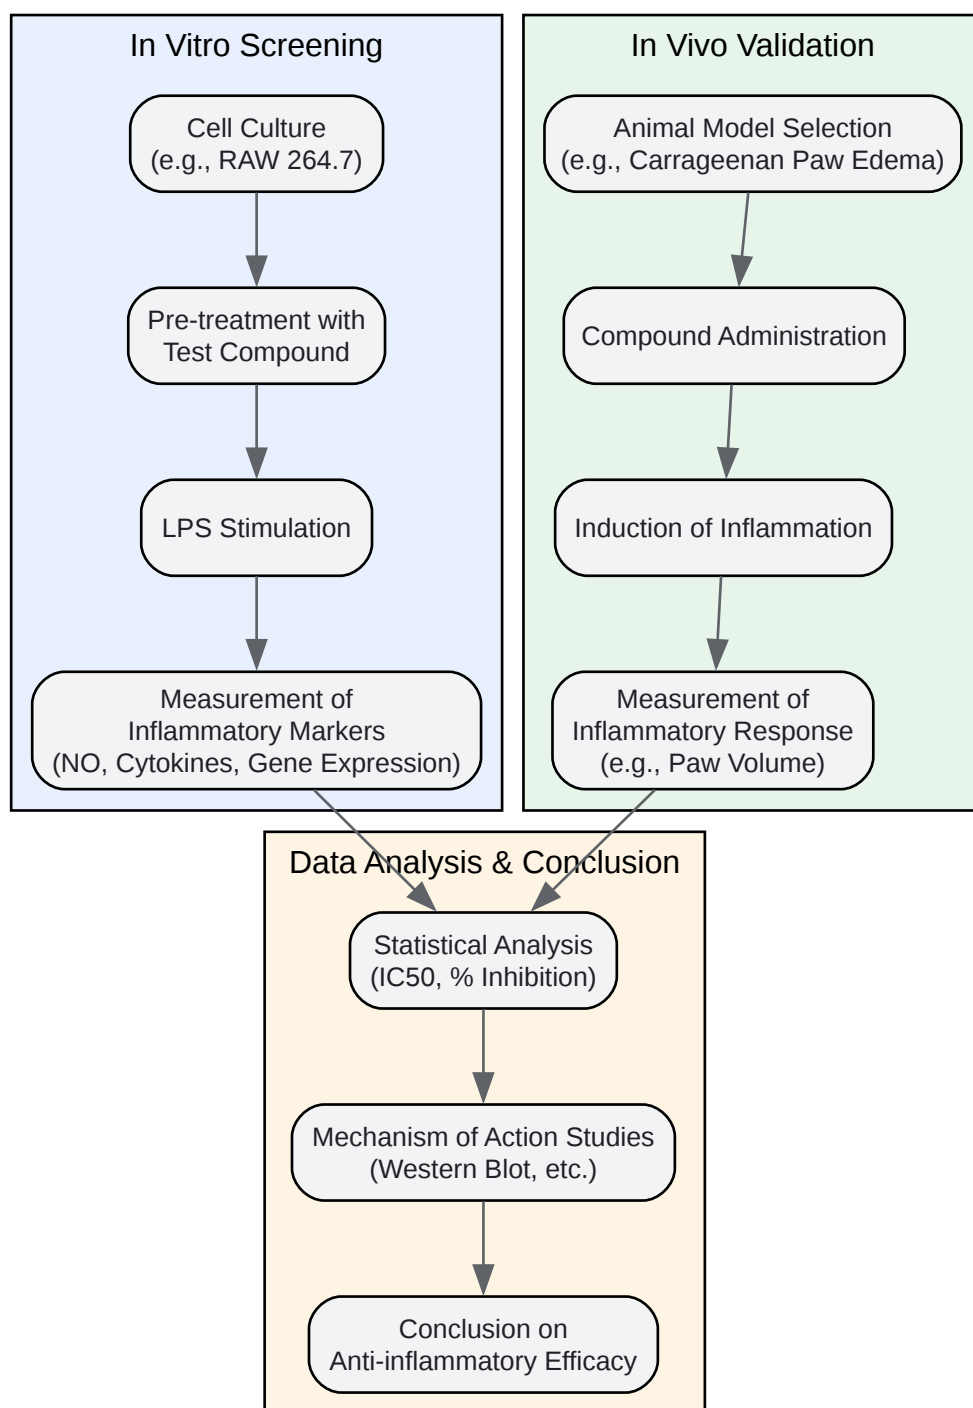 In Vitro Screening
Cell Culture
(e.g., RAW 264.7)
Pre-treatment with
Test Compound
LPS Stimulation
Measurement of
Inflammatory Markers
(NO, Cytokines, Gene Expression)
In Vivo Validation
Animal Model Selection
(e.g., Carrageenan Paw Edema)
Compound Administration
Induction of Inflammation
Measurement of
Inflammatory Response
(e.g., Paw Volume)
Data Analysis & Conclusion
Statistical Analysis
(IC50, % Inhibition)
Mechanism of Action Studies
(Western Blot, etc.)
Conclusion on
Anti-inflammatory Efficacy